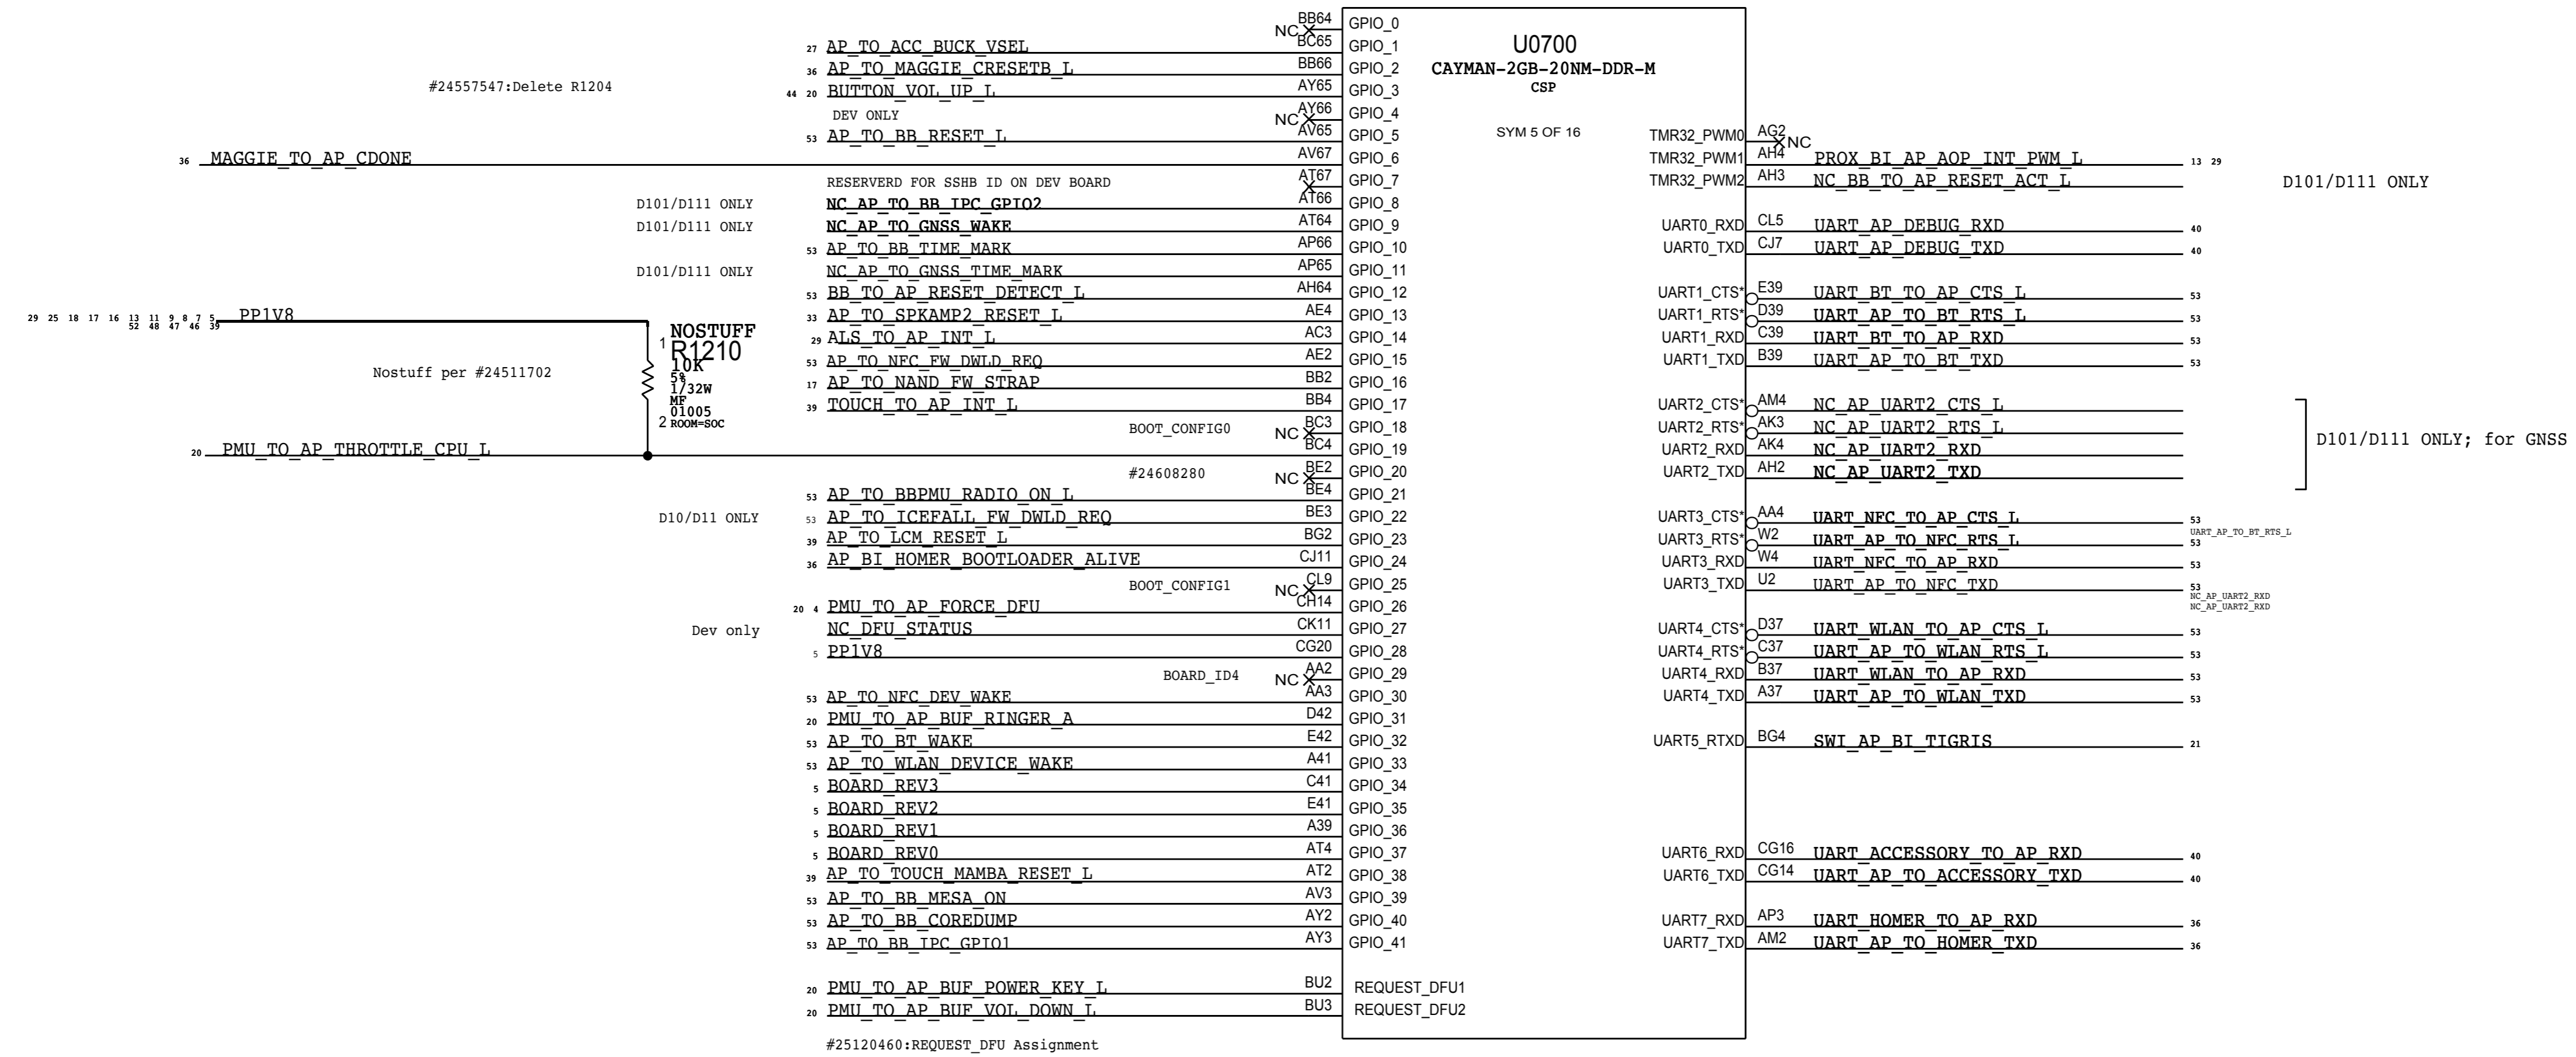 U0700
CAYMAN-2GB-20NM-DDR-M
CSP
SYM 5 OF 16
NC BB64 GPIO_0
27 AP_TO_ACC_BUCK_VSEL BC65 GPIO_1
36 AP_TO_MAGGIE_CRESETB_L BB66 GPIO_2
#24557547:Delete R1204
44 20 BUTTON_VOL_UP_L AY65 GPIO_3
DEV ONLY NC AY66 GPIO_4
53 AP_TO_BB_RESET_L AV65 GPIO_5
36 MAGGIE_TO_AP_CDONE AV67 GPIO_6
RESERVERD FOR SSHB ID ON DEV BOARD AT67 GPIO_7
D101/D111 ONLY NC_AP_TO_BB_IPC_GPIO2 AT66 GPIO_8
D101/D111 ONLY NC_AP_TO_GNSS_WAKE AT64 GPIO_9
53 AP_TO_BB_TIME_MARK AP66 GPIO_10
D101/D111 ONLY NC_AP_TO_GNSS_TIME_MARK AP65 GPIO_11
53 BB_TO_AP_RESET_DETECT_L AH64 GPIO_12
33 AP_TO_SPKAMP2_RESET_L AE4 GPIO_13
29 ALS_TO_AP_INT_L AC3 GPIO_14
53 AP_TO_NFC_FW_DWLD_REQ AE2 GPIO_15
17 AP_TO_NAND_FW_STRAP BB2 GPIO_16
39 TOUCH_TO_AP_INT_L BB4 GPIO_17
BOOT_CONFIG0 NC BC3 GPIO_18
20 PMU_TO_AP_THROTTLE_CPU_L BC4 GPIO_19
#24608280 NC BE2 GPIO_20
53 AP_TO_BBPMU_RADIO_ON_L BE4 GPIO_21
D10/D11 ONLY 53 AP_TO_ICEFALL_FW_DWLD_REQ BE3 GPIO_22
39 AP_TO_LCM_RESET_L BG2 GPIO_23
36 AP_BI_HOMER_BOOTLOADER_ALIVE CJ11 GPIO_24
BOOT_CONFIG1 NC CL9 GPIO_25
20 4 PMU_TO_AP_FORCE_DFU CH14 GPIO_26
Dev only NC_DFU_STATUS CK11 GPIO_27
5 PP1V8 CG20 GPIO_28
BOARD_ID4 NC AA2 GPIO_29
53 AP_TO_NFC_DEV_WAKE AA3 GPIO_30
20 PMU_TO_AP_BUF_RINGER_A D42 GPIO_31
53 AP_TO_BT_WAKE E42 GPIO_32
53 AP_TO_WLAN_DEVICE_WAKE A41 GPIO_33
5 BOARD_REV3 C41 GPIO_34
5 BOARD_REV2 E41 GPIO_35
5 BOARD_REV1 A39 GPIO_36
5 BOARD_REV0 AT4 GPIO_37
39 AP_TO_TOUCH_MAMBA_RESET_L AT2 GPIO_38
53 AP_TO_BB_MESA_ON AV3 GPIO_39
53 AP_TO_BB_COREDUMP AY2 GPIO_40
53 AP_TO_BB_IPC_GPIO1 AY3 GPIO_41
20 PMU_TO_AP_BUF_POWER_KEY_L BU2 REQUEST_DFU1
20 PMU_TO_AP_BUF_VOL_DOWN_L BU3 REQUEST_DFU2
#25120460:REQUEST_DFU Assignment
29 25 18 17 16 13 11 9 8 7 5 PP1V8
52 48 47 46 39
NOSTUFF
1 R1210
10K
5%
1/32W
MF
01005
2 ROOM=SOC
Nostuff per #24511702
TMR32_PWM0 AG2 NC
TMR32_PWM1 AH4 PROX_BI_AP_AOP_INT_PWM_L 13 29
TMR32_PWM2 AH3 NC_BB_TO_AP_RESET_ACT_L D101/D111 ONLY
UART0_RXD CL5 UART_AP_DEBUG_RXD 40
UART0_TXD CJ7 UART_AP_DEBUG_TXD 40
UART1_CTS* E39 UART_BT_TO_AP_CTS_L 53
UART1_RTS* D39 UART_AP_TO_BT_RTS_L 53
UART1_RXD C39 UART_BT_TO_AP_RXD 53
UART1_TXD B39 UART_AP_TO_BT_TXD 53
UART2_CTS* AM4 NC_AP_UART2_CTS_L
UART2_RTS* AK3 NC_AP_UART2_RTS_L
D101/D111 ONLY; for GNSS
UART2_RXD AK4 NC_AP_UART2_RXD
UART2_TXD AH2 NC_AP_UART2_TXD
UART3_CTS* AA4 UART_NFC_TO_AP_CTS_L 53
UART_AP_TO_BT_RTS_L
UART3_RTS* W2 UART_AP_TO_NFC_RTS_L 53
UART3_RXD W4 UART_NFC_TO_AP_RXD 53
UART3_TXD U2 UART_AP_TO_NFC_TXD 53
NC_AP_UART2_RXD
NC_AP_UART2_RXD
UART4_CTS* D37 UART_WLAN_TO_AP_CTS_L 53
UART4_RTS* C37 UART_AP_TO_WLAN_RTS_L 53
UART4_RXD B37 UART_WLAN_TO_AP_RXD 53
UART4_TXD A37 UART_AP_TO_WLAN_TXD 53
UART5_RTXD BG4 SWI_AP_BI_TIGRIS 21
UART6_RXD CG16 UART_ACCESSORY_TO_AP_RXD 40
UART6_TXD CG14 UART_AP_TO_ACCESSORY_TXD 40
UART7_RXD AP3 UART_HOMER_TO_AP_RXD 36
UART7_TXD AM2 UART_AP_TO_HOMER_TXD 36